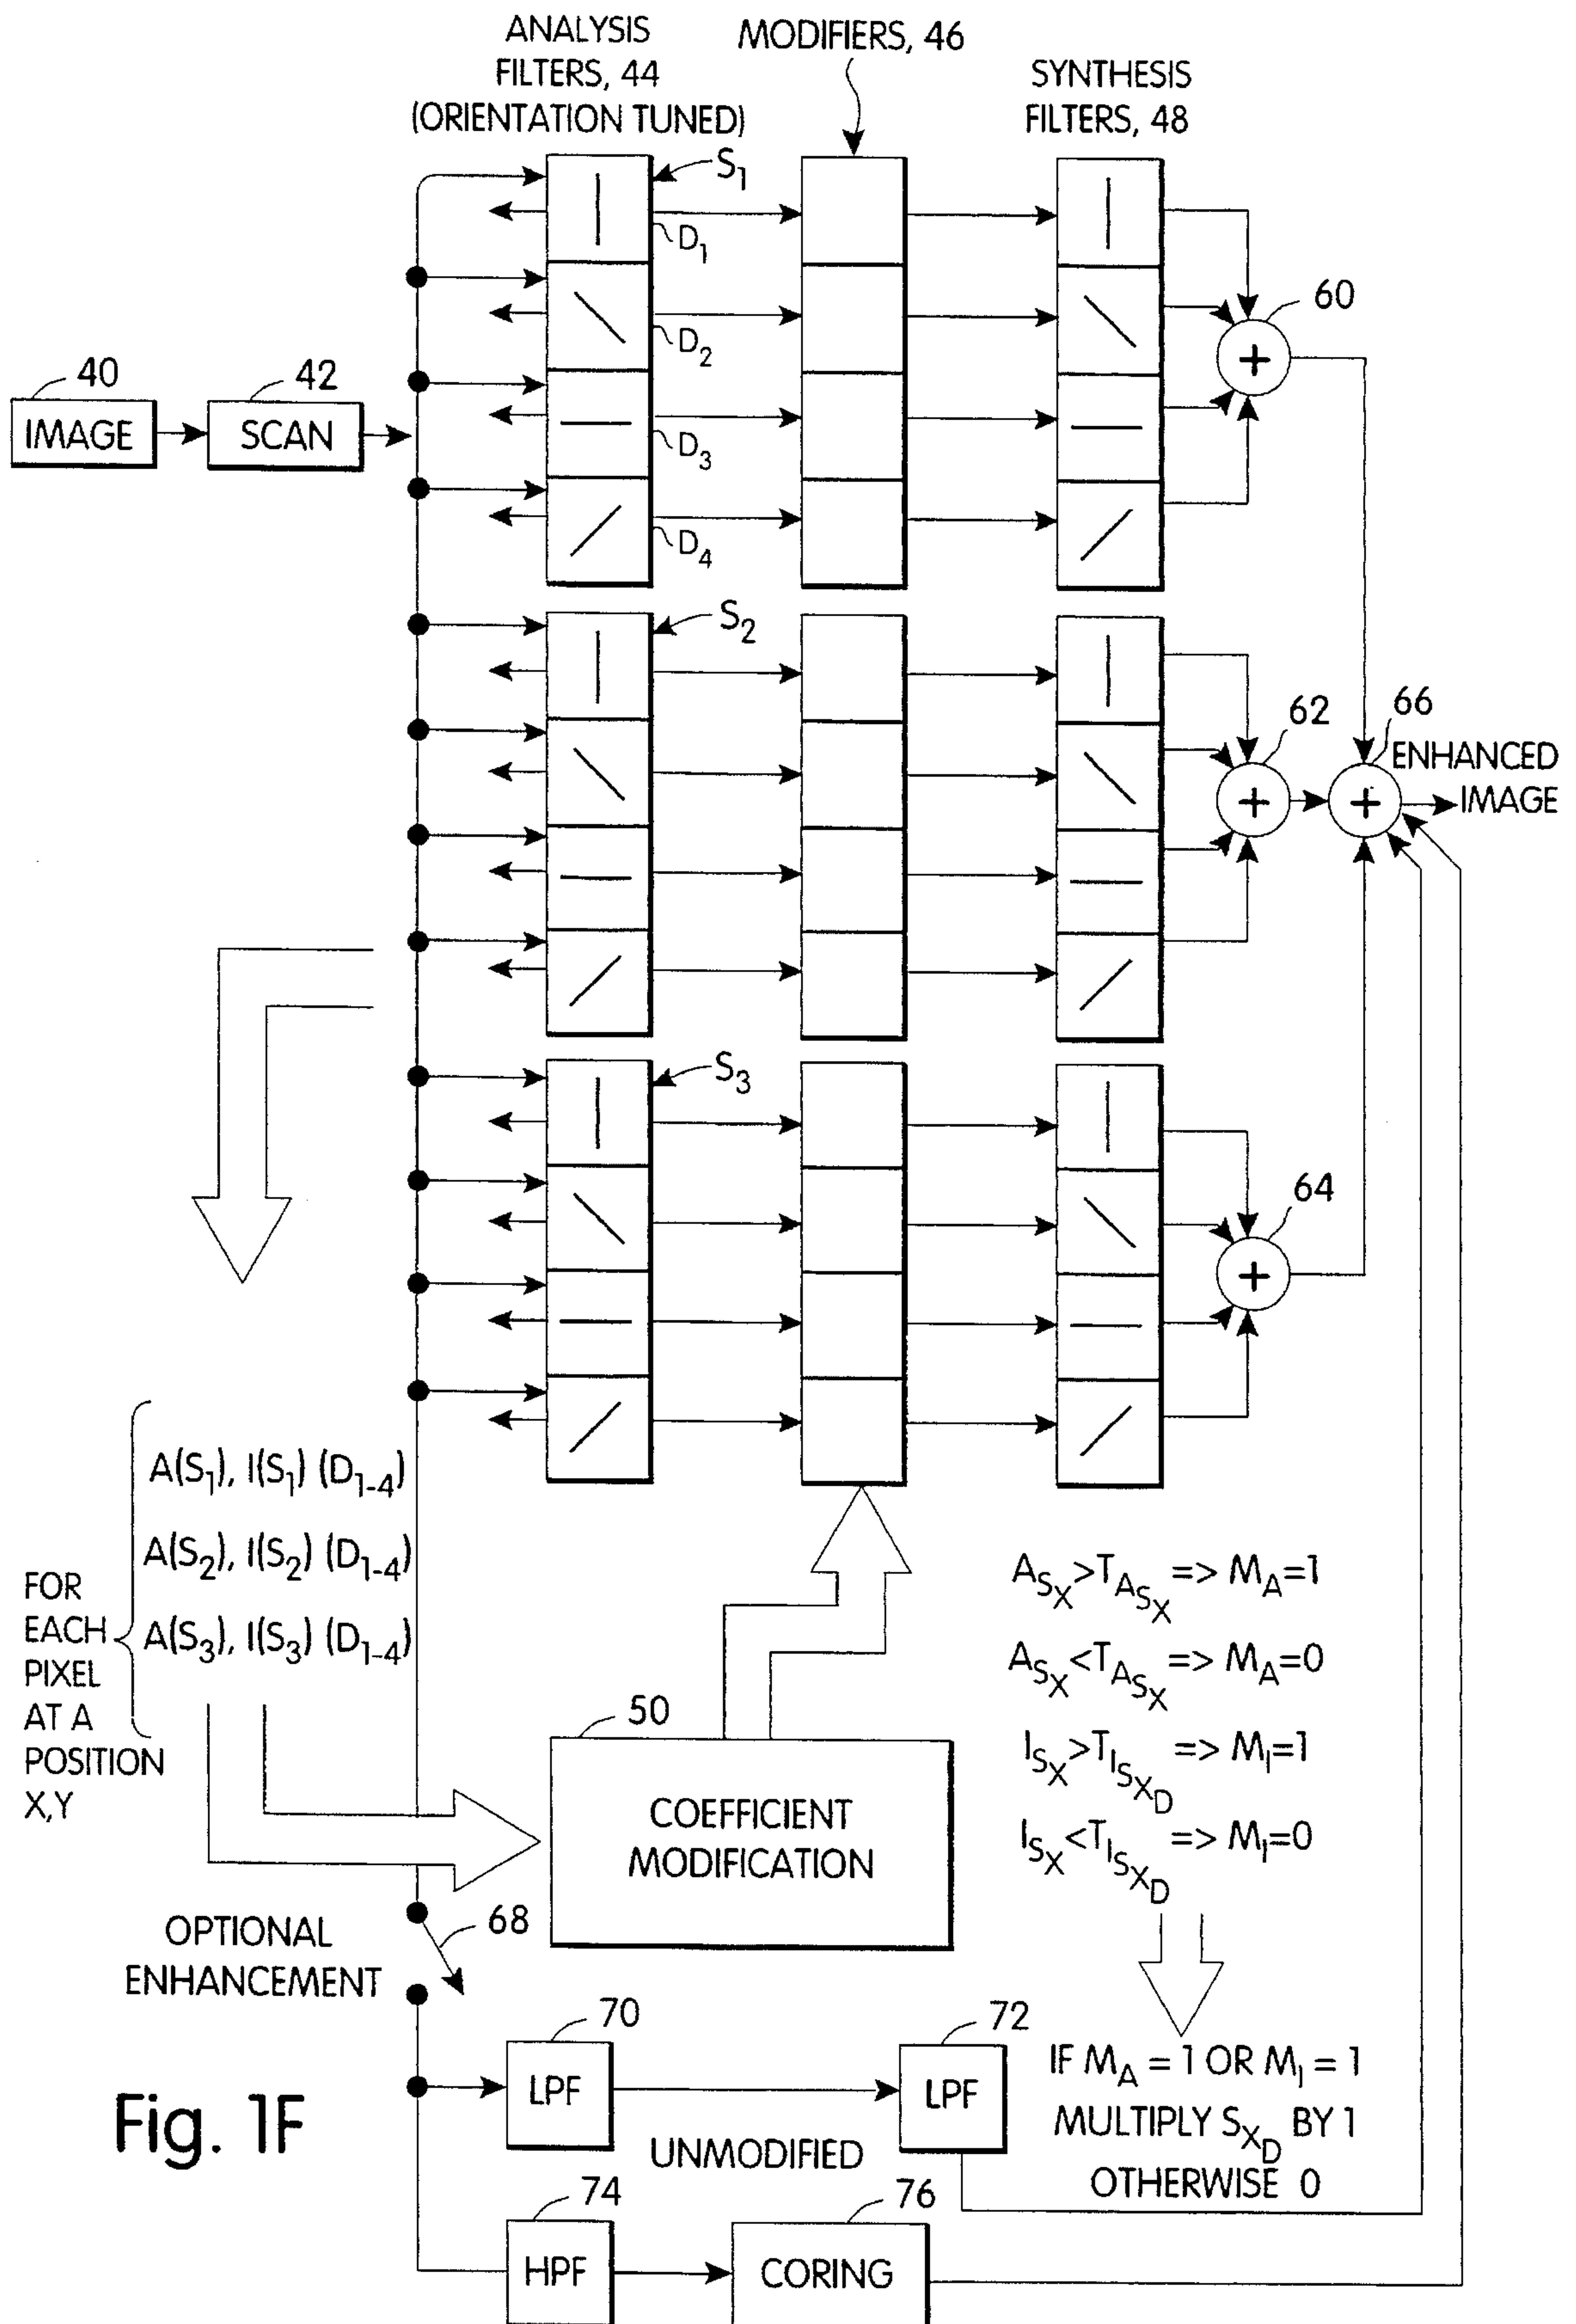 ANALYSIS
FILTERS, 44
(ORIENTATION TUNED)
MODIFIERS, 46
SYNTHESIS
FILTERS, 48
S1
D1
D2
D3
D4
60
40
IMAGE
42
SCAN
+
S2
62
66
ENHANCED
IMAGE
+
+
S3
64
+
A(S1), I(S1) (D1-4)
A(S2), I(S2) (D1-4)
A(S3), I(S3) (D1-4)
FOR
EACH
PIXEL
AT A
POSITION
X,Y
50
COEFFICIENT
MODIFICATION
ASX>TASX => MA=1
ASX<TASX => MA=0
ISX>TISXD => MI=1
ISX<TISXD => MI=0
OPTIONAL
ENHANCEMENT
68
70
LPF
72
LPF
UNMODIFIED
IF MA = 1 OR MI = 1
MULTIPLY SXD BY 1
OTHERWISE 0
74
HPF
76
CORING
Fig. 1F